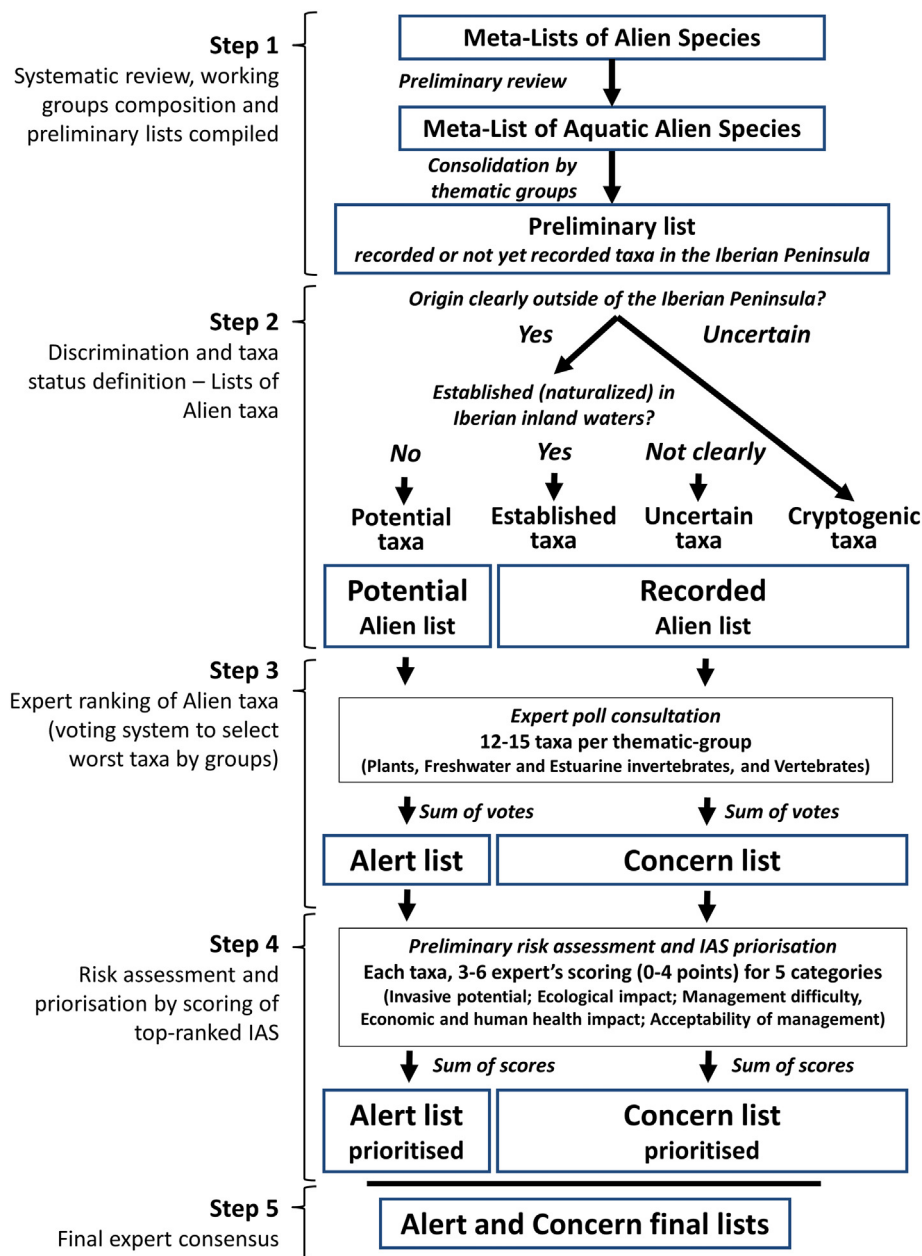 Step 1
Systematic review, working
groups composition and
preliminary lists compiled
Meta-Lists of Alien Species
Preliminary review
Meta-List of Aquatic Alien Species
Consolidation by
thematic groups
Preliminary list
recorded or not yet recorded taxa in the Iberian Peninsula
Step 2
Discrimination and taxa
status definition – Lists of
Alien taxa
Origin clearly outside of the Iberian Peninsula?
Yes
Uncertain
Established (naturalized) in
Iberian inland waters?
No
Yes
Not clearly
Potential
taxa
Established
taxa
Uncertain
taxa
Cryptogenic
taxa
Potential
Alien list
Recorded
Alien list
Step 3
Expert ranking of Alien taxa
(voting system to select
worst taxa by groups)
Expert poll consultation
12-15 taxa per thematic-group
(Plants, Freshwater and Estuarine invertebrates, and Vertebrates)
Sum of votes
Sum of votes
Alert list
Concern list
Step 4
Risk assessment and
priorisation by scoring of
top-ranked IAS
Preliminary risk assessment and IAS priorisation
Each taxa, 3-6 expert's scoring (0-4 points) for 5 categories
(Invasive potential; Ecological impact; Management difficulty,
Economic and human health impact; Acceptability of management)
Sum of scores
Sum of scores
Alert list
prioritised
Concern list
prioritised
Step 5
Final expert consensus
Alert and Concern final lists